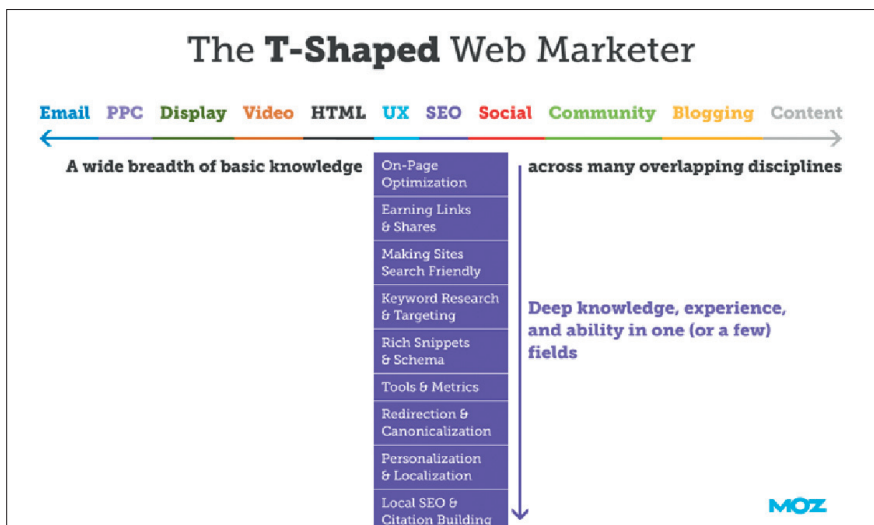 The T-Shaped Web Marketer
Email PPC Display Video HTML UX SEO Social Community Blogging Content
A wide breadth of basic knowledge
across many overlapping disciplines
On-Page
Optimization
Earning Links
& Shares
Making Sites
Search Friendly
Keyword Research
& Targeting
Rich Snippets
& Schema
Tools & Metrics
Redirection &
Canonicalization
Personalization
& Localization
Local SEO &
Citation Building
Deep knowledge, experience,
and ability in one (or a few)
fields
MOZ